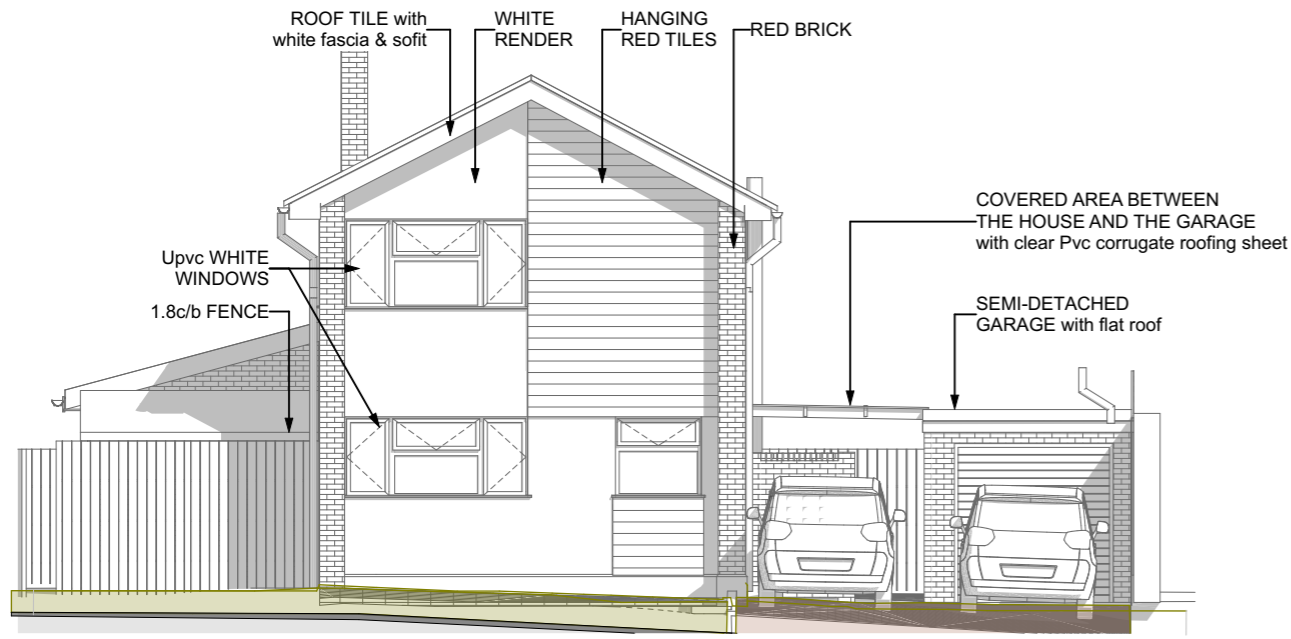 ROOF TILE with
white fascia & sofit
WHITE
RENDER
HANGING
RED TILES
RED BRICK
COVERED AREA BETWEEN
THE HOUSE AND THE GARAGE
with clear Pvc corrugate roofing sheet
Upvc WHITE
WINDOWS
1.8c/b FENCE
SEMI-DETACHED
GARAGE with flat roof